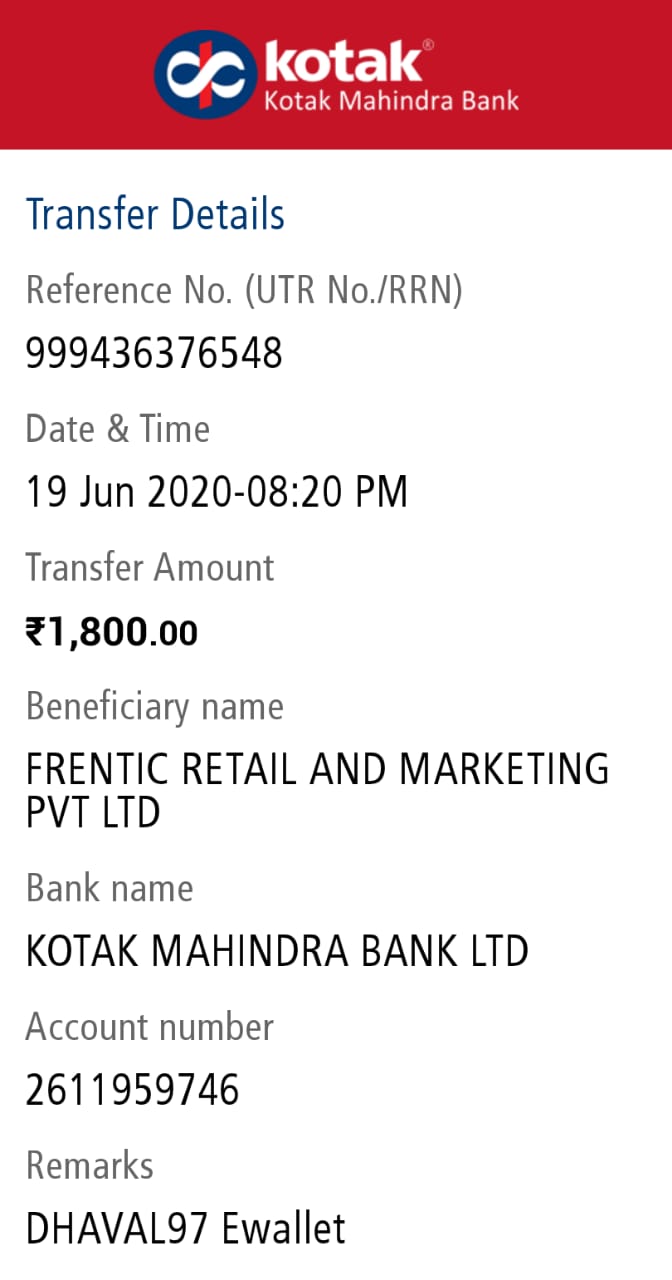 kotak®
Kotak Mahindra Bank
Transfer Details
Reference No. (UTR No./RRN)
999436376548
Date & Time
19 Jun 2020-08:20 PM
Transfer Amount
₹1,800.00
Beneficiary name
FRENTIC RETAIL AND MARKETING
PVT LTD
Bank name
KOTAK MAHINDRA BANK LTD
Account number
2611959746
Remarks
DHAVAL97 Ewallet